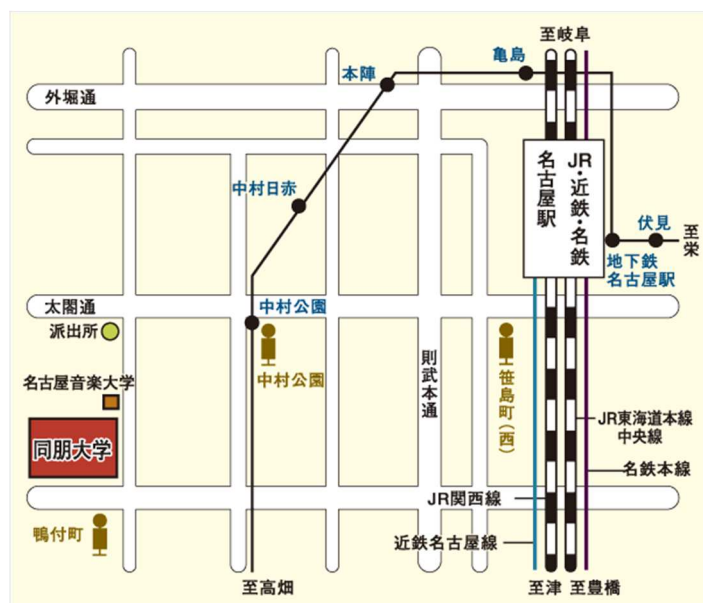 至岐阜
亀島
本陣
外堀通
JR・近鉄・名鉄
名古屋駅
中村日赤
伏見
至栄
地下鉄
名古屋駅
太閤通
中村公園
派出所
中村公園
則武本通
笹島町(西)
名古屋音楽大学
JR東海道本線
中央線
同朋大学
名鉄本線
JR関西線
鴨付町
近鉄名古屋線
至高畑
至津
至豊橋